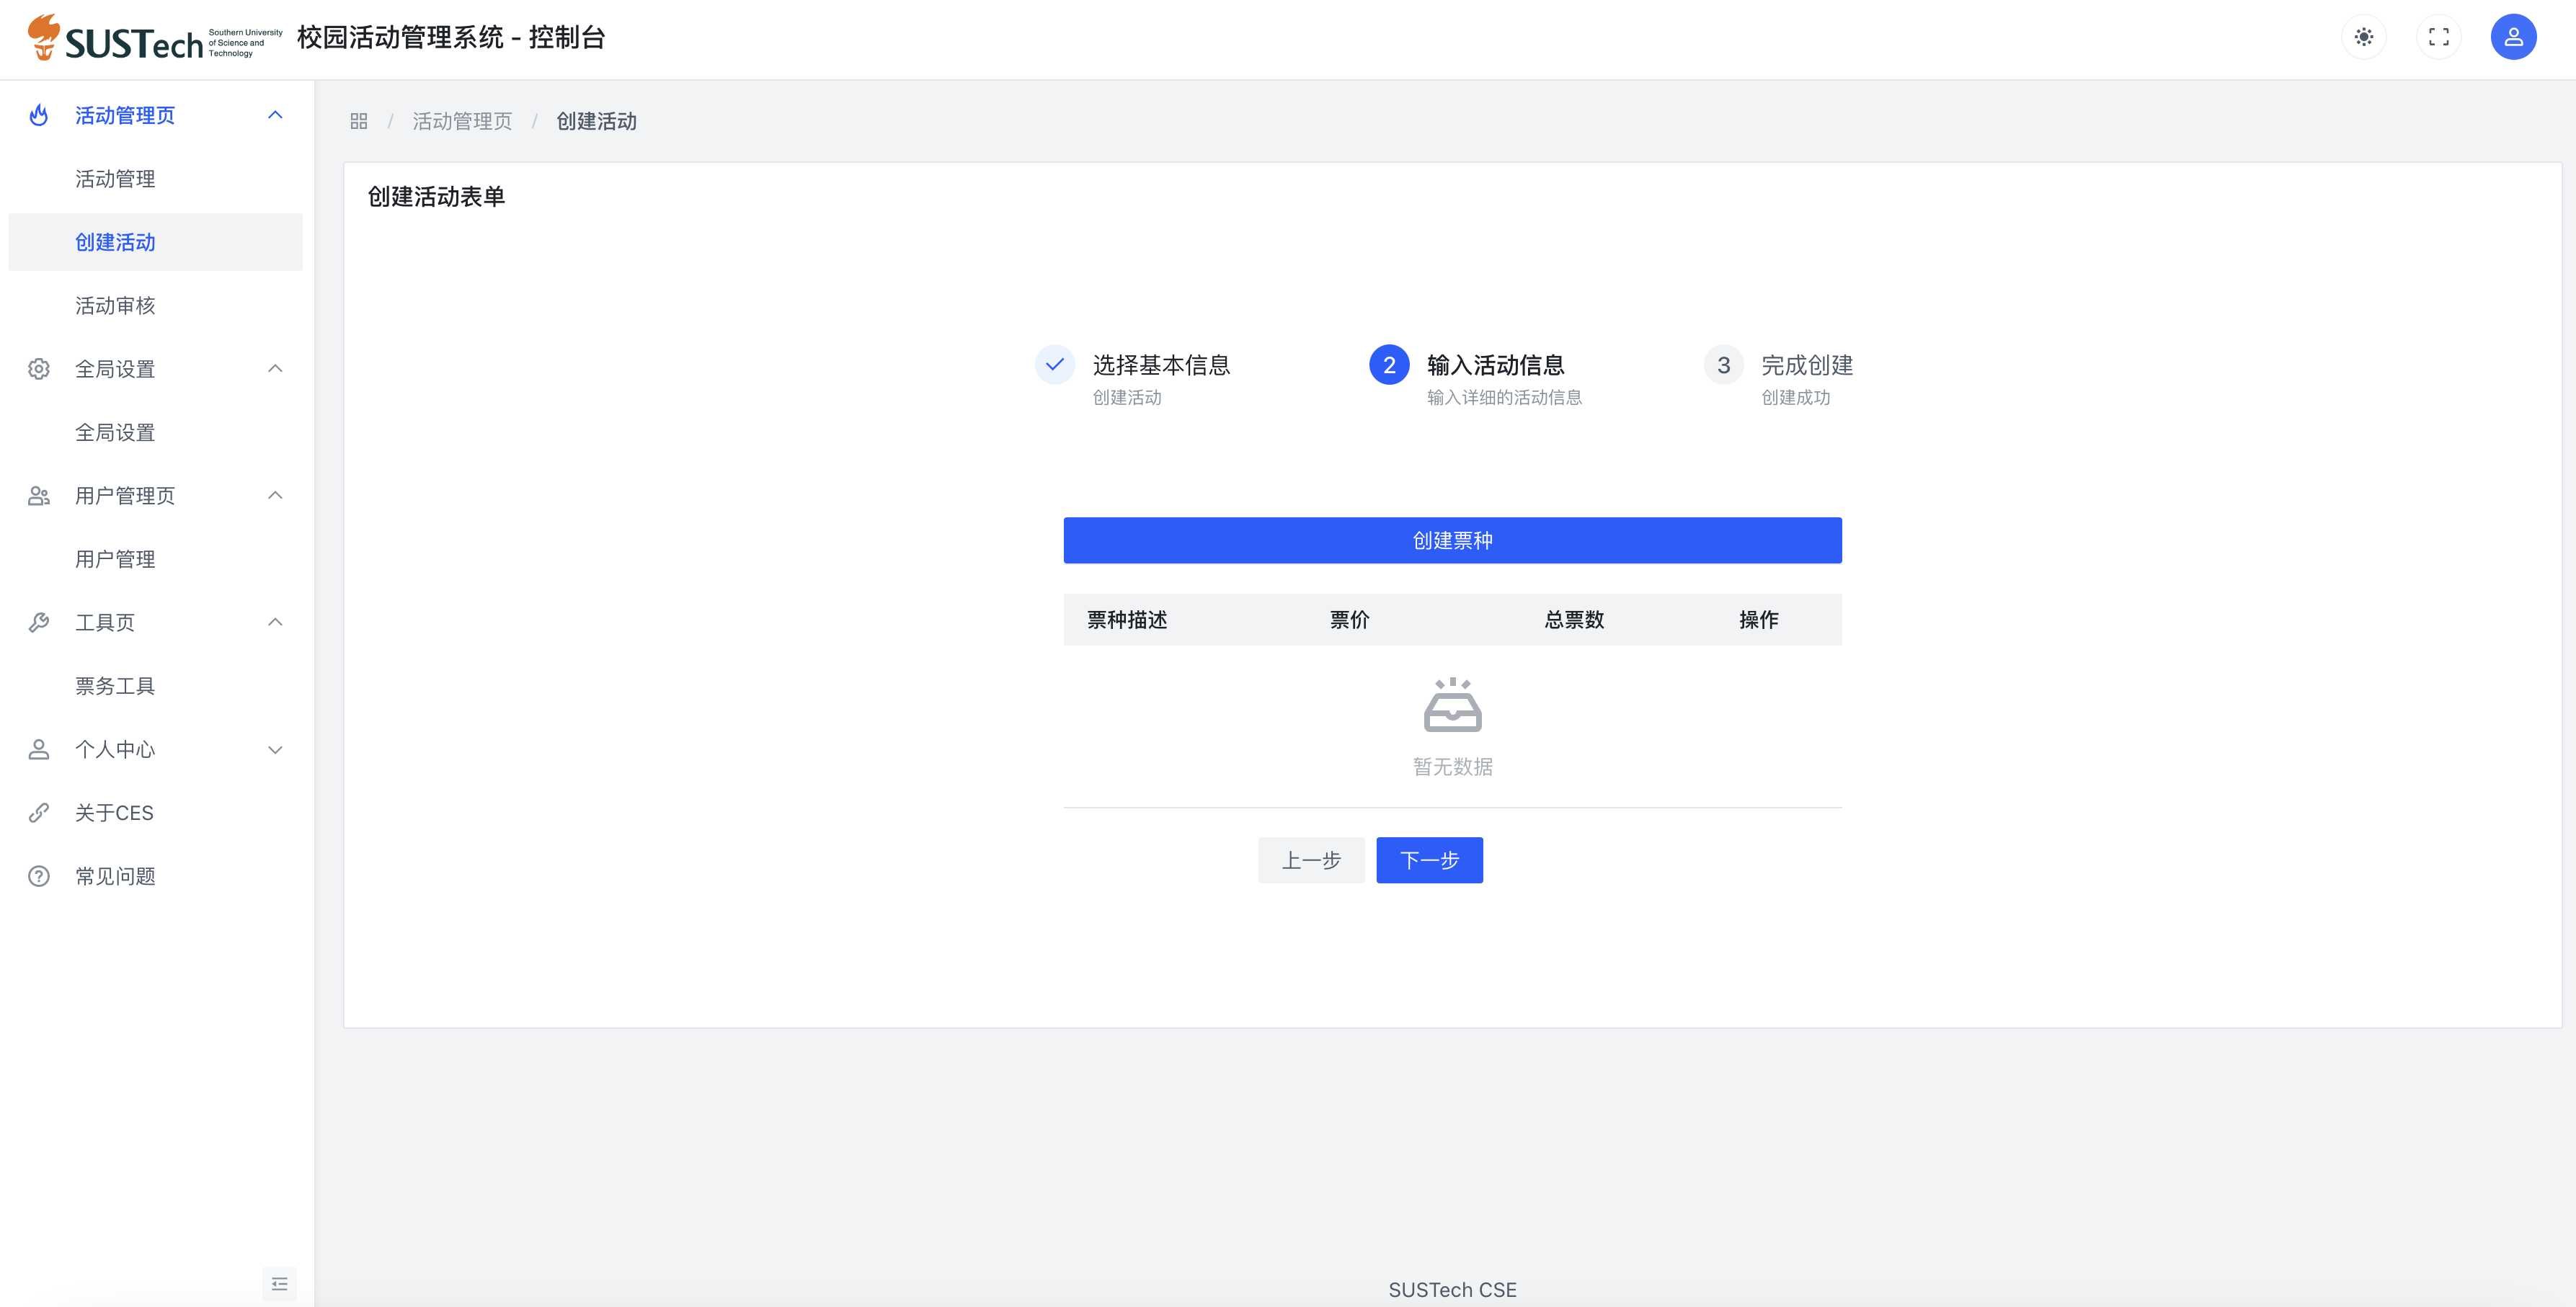 SUSTech
Southern University
of Science and
Technology
校园活动管理系统 - 控制台
活动管理页
活动管理
创建活动
活动审核
全局设置
全局设置
用户管理页
用户管理
工具页
票务工具
个人中心
关于CES
常见问题
/ 活动管理页 / 创建活动
创建活动表单
选择基本信息
创建活动
2 输入活动信息
输入详细的活动信息
3 完成创建
创建成功
创建票种
票种描述 票价 总票数 操作
暂无数据
上一步 下一步
SUSTech CSE